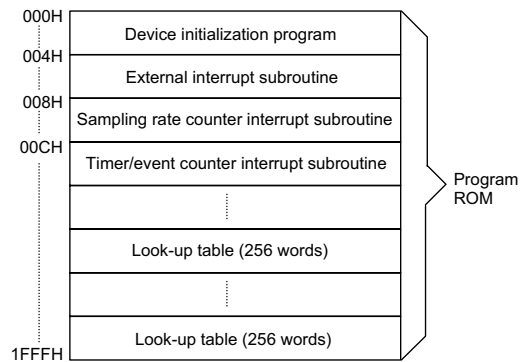 000H
Device initialization program
004H
External interrupt subroutine
008H
Sampling rate counter interrupt subroutine
00CH
Timer/event counter interrupt subroutine
Program
ROM
Look-up table (256 words)
Look-up table (256 words)
1FFFH